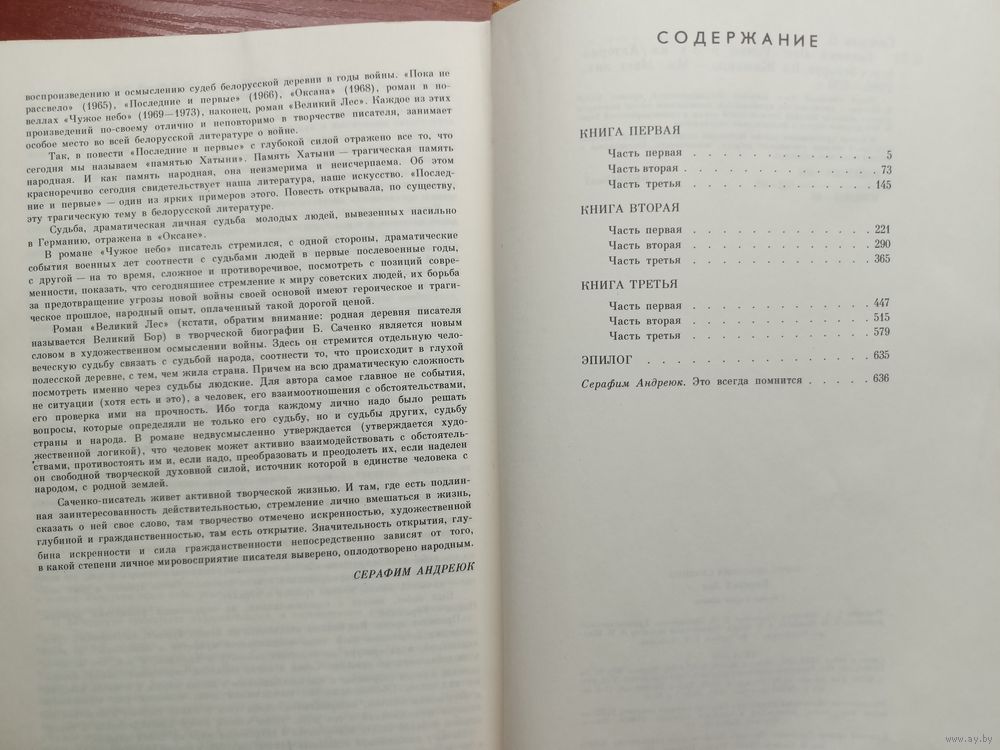 воспроизведению и осмыслению судеб белорусской деревни в годы войны. «Пока не
рассвело» (1965), «Последние и первые» (1966), «Оксана» (1968), роман в но-
веллах «Чужое небо» (1969—1973), наконец, роман «Великий Лес». Каждое из этих
произведений по-своему отлично и неповторимо в творчестве писателя, занимает
особое место во всей белорусской литературе о войне.
Так, в повести «Последние и первые» с глубокой силой отражено все то, что
сегодня мы называем «памятью Хатыни». Память Хатыни — трагическая память
народная. И как память народная, она неизмерима и неисчерпаема. Об этом
красноречиво сегодня свидетельствует наша литература, наше искусство. «Послед-
ние и первые» — один из ярких примеров этого. Повесть открывала, по существу,
эту трагическую тему в белорусской литературе.
Судьба, драматическая личная судьба молодых людей, вывезенных насильно
в Германию, отражена в «Оксане».
В романе «Чужое небо» писатель стремился, с одной стороны, драматические
события военных лет соотнести с судьбами людей в первые послевоенные годы,
с другой — на то время, сложное и противоречивое, посмотреть с позиций совре-
менности, показать, что сегодняшнее стремление к миру советских людей, их борьба
за предотвращение угрозы новой войны своей основой имеют героическое и траги-
ческое прошлое, народный опыт, оплаченный такой дорогой ценой.
Роман «Великий Лес» (кстати, обратим внимание: родная деревня писателя
называется Великий Бор) в творческой биографии Б. Саченко является новым
словом в художественном осмыслении войны. Здесь он стремится отдельную чело-
веческую судьбу связать с судьбой народа, соотнести то, что происходит в глухой
полесской деревне, с тем, чем жила страна. Причем на всю драматическую сложность
посмотреть именно через судьбы людские. Для автора самое главное не события,
не ситуации (хотя есть и это), а человек, его взаимоотношения с обстоятельствами,
его проверка ими на прочность. Ибо тогда каждому лично надо было решать
вопросы, которые определяли не только его судьбу, но и судьбы других, судьбу
страны и народа. В романе недвусмысленно утверждается (утверждается худо-
жественной логикой), что человек может активно взаимодействовать с обстоятель-
ствами, противостоять им и, если надо, преобразовать и преодолеть их, если наделен
он свободной творческой духовной силой, источник которой в единстве человека с
народом, с родной землей.
Саченко-писатель живет активной творческой жизнью. И там, где есть подлин-
ная заинтересованность действительностью, стремление лично вмешаться в жизнь,
сказать о ней свое слово, там творчество отмечено искренностью, художественной
глубиной и гражданственностью, там есть открытие. Значительность открытия, глу-
бина искренности и сила гражданственности непосредственно зависят от того,
в какой степени личное мировосприятие писателя выверено, оплодотворено народным.
СЕРАФИМ АНДРЕЮК
СОДЕРЖАНИЕ
КНИГА ПЕРВАЯ
Часть первая . . . . . . . . . . . . 5
Часть вторая . . . . . . . . . . . . 73
Часть третья . . . . . . . . . . . . 145
КНИГА ВТОРАЯ
Часть первая . . . . . . . . . . . . 221
Часть вторая . . . . . . . . . . . . 290
Часть третья . . . . . . . . . . . . 365
КНИГА ТРЕТЬЯ
Часть первая . . . . . . . . . . . . 447
Часть вторая . . . . . . . . . . . . 515
Часть третья . . . . . . . . . . . . 579
ЭПИЛОГ . . . . . . . . . . . . . . 635
Серафим Андреюк. Это всегда помнится . . . . . 636
www.ay.by